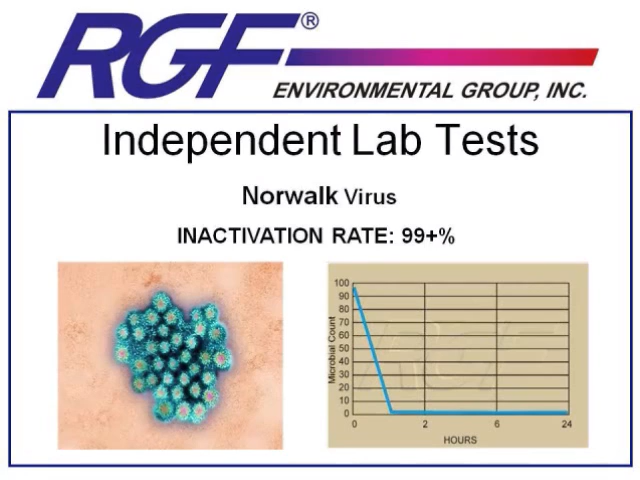 RGF®
ENVIRONMENTAL GROUP, INC.
Independent Lab Tests
Norwalk Virus
INACTIVATION RATE: 99+%
100
90
80
70
60
50
40
30
20
10
0
Microbial Count
RGF
0 2 6 24
HOURS